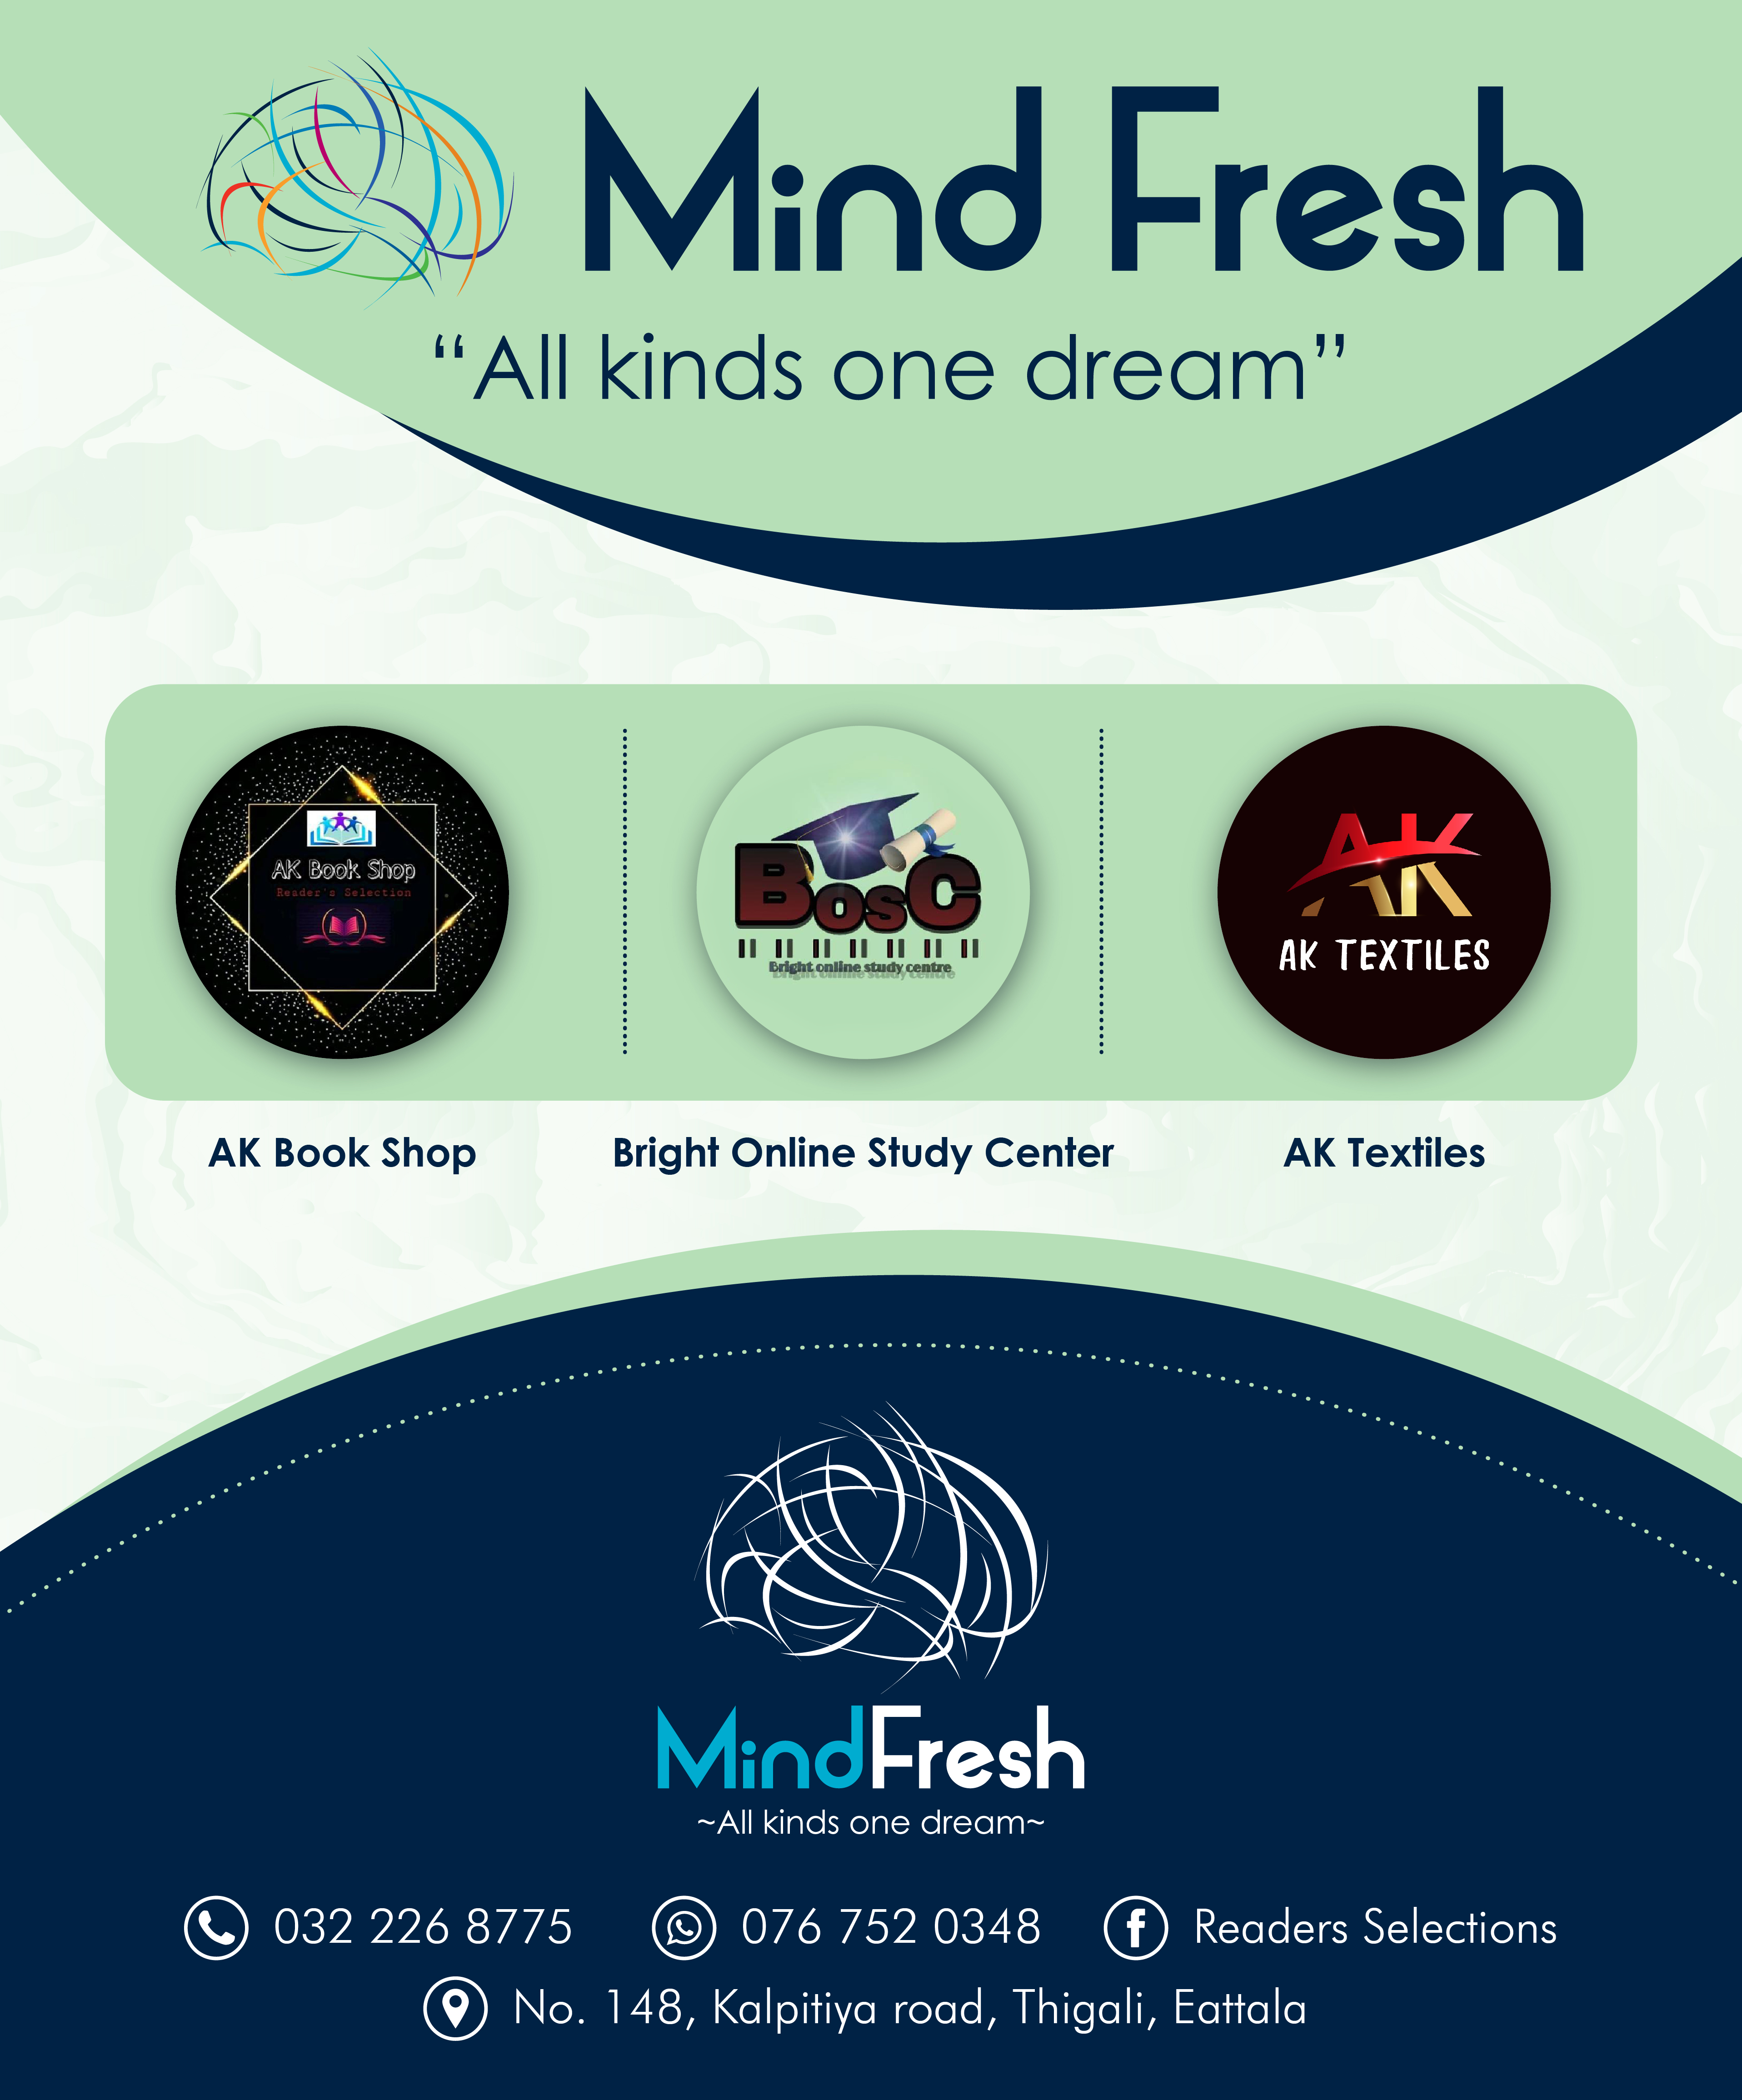 Mind Fresh
“All kinds one dream”
AK Book Shop
Reader's Selection
BosC
Bright online study centre
AK
AK TEXTILES
AK Book Shop
Bright Online Study Center
AK Textiles
MindFresh
~All kinds one dream~
032 226 8775
076 752 0348
Readers Selections
No. 148, Kalpitiya road, Thigali, Eattala